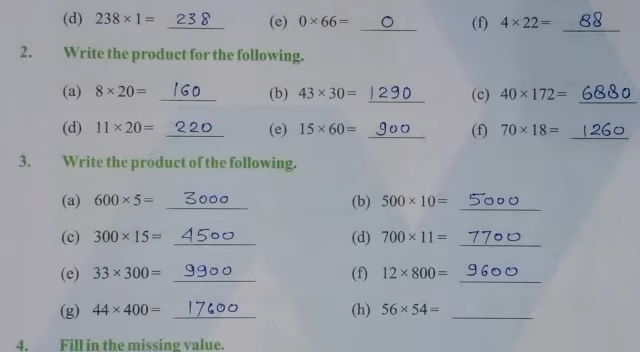 (d) 238 × 1 = 238 (e) 0 × 66 = 0 (f) 4 × 22 = 88
2. Write the product for the following.
(a) 8 × 20 = 160 (b) 43 × 30 = 1290 (c) 40 × 172 = 6880
(d) 11 × 20 = 220 (e) 15 × 60 = 900 (f) 70 × 18 = 1260
3. Write the product of the following.
(a) 600 × 5 = 3000 (b) 500 × 10 = 5000
(c) 300 × 15 = 4500 (d) 700 × 11 = 7700
(e) 33 × 300 = 9900 (f) 12 × 800 = 9600
(g) 44 × 400 = 17600 (h) 56 × 54 =
4. Fill in the missing value.